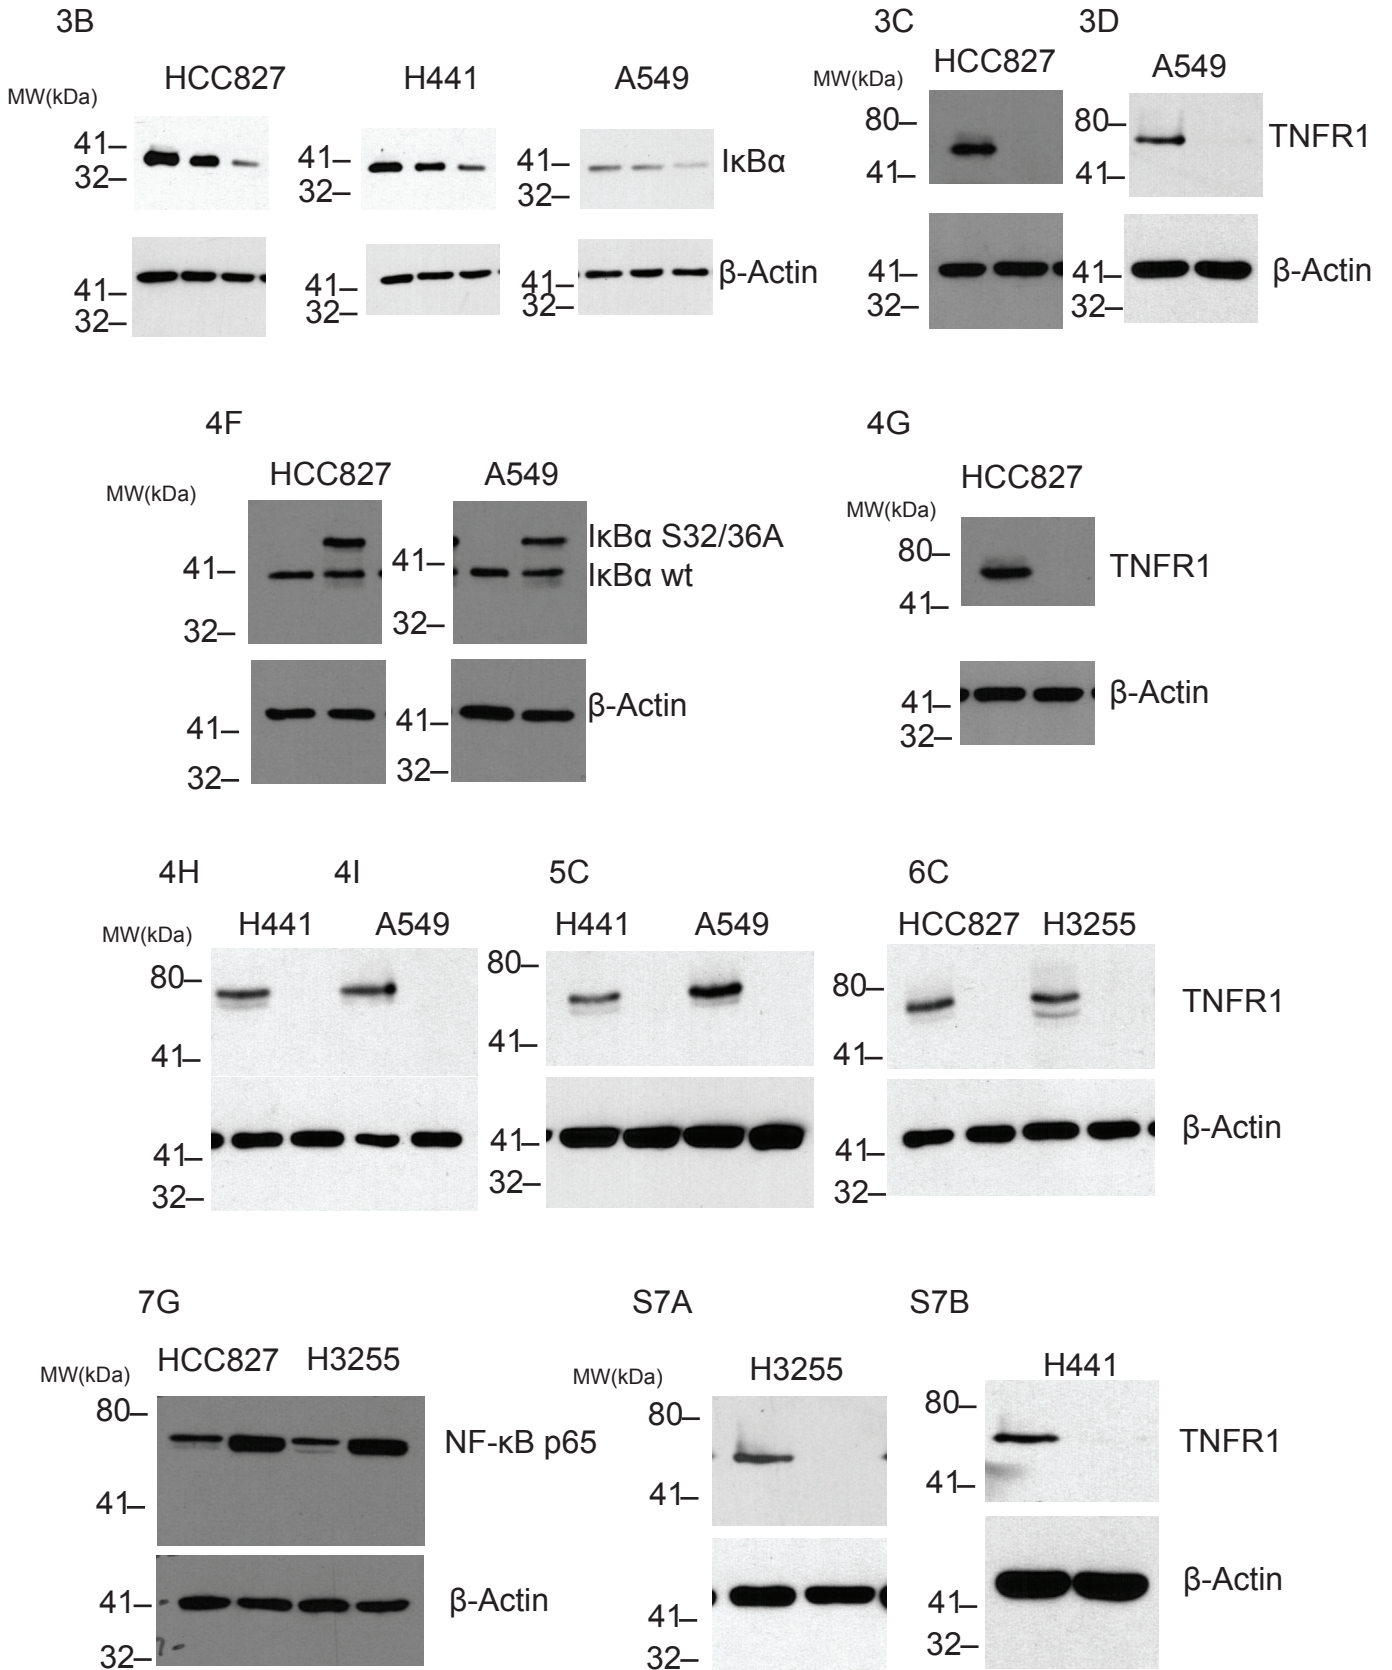 3B 3C 3D
HCC827 H441 A549 HCC827 A549
MW(kDa) MW(kDa)
41– 41– 41– IκBα 80– 80– TNFR1
32– 32– 32– 41– 41–
41– 41– 41– β-Actin 41– 41– β-Actin
32– 32– 32– 32– 32–
4F 4G
HCC827 A549 HCC827
MW(kDa) MW(kDa)
IκBα S32/36A 80– TNFR1
41– 41– IκBα wt 41–
32– 32–
41– 41– β-Actin 41– β-Actin
32– 32– 32–
4H 4I 5C 6C
H441 A549 H441 A549 HCC827 H3255
MW(kDa)
80– 80– 80– TNFR1
41– 41– 41–
41– 41– 41– β-Actin
32– 32– 32–
7G S7A S7B
HCC827 H3255 H3255 H441
MW(kDa) MW(kDa)
80– NF-κB p65 80– 80– TNFR1
41– 41– 41–
41– β-Actin 41– 41– β-Actin
32– 32– 32–